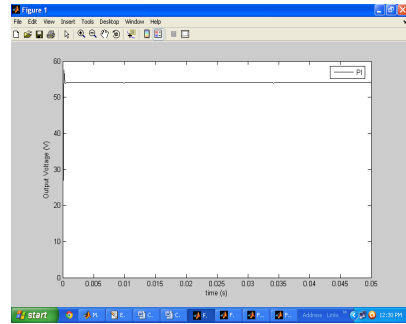 Figure 1
File Edit View Insert Tools Desktop Window Help
PI
60
50
40
30
20
10
0
Output Voltage (V)
0 0.005 0.01 0.015 0.02 0.025 0.03 0.035 0.04 0.045 0.05
time (s)
start M. E. C. C. F. F. F... F... Address Links 12:30 PM